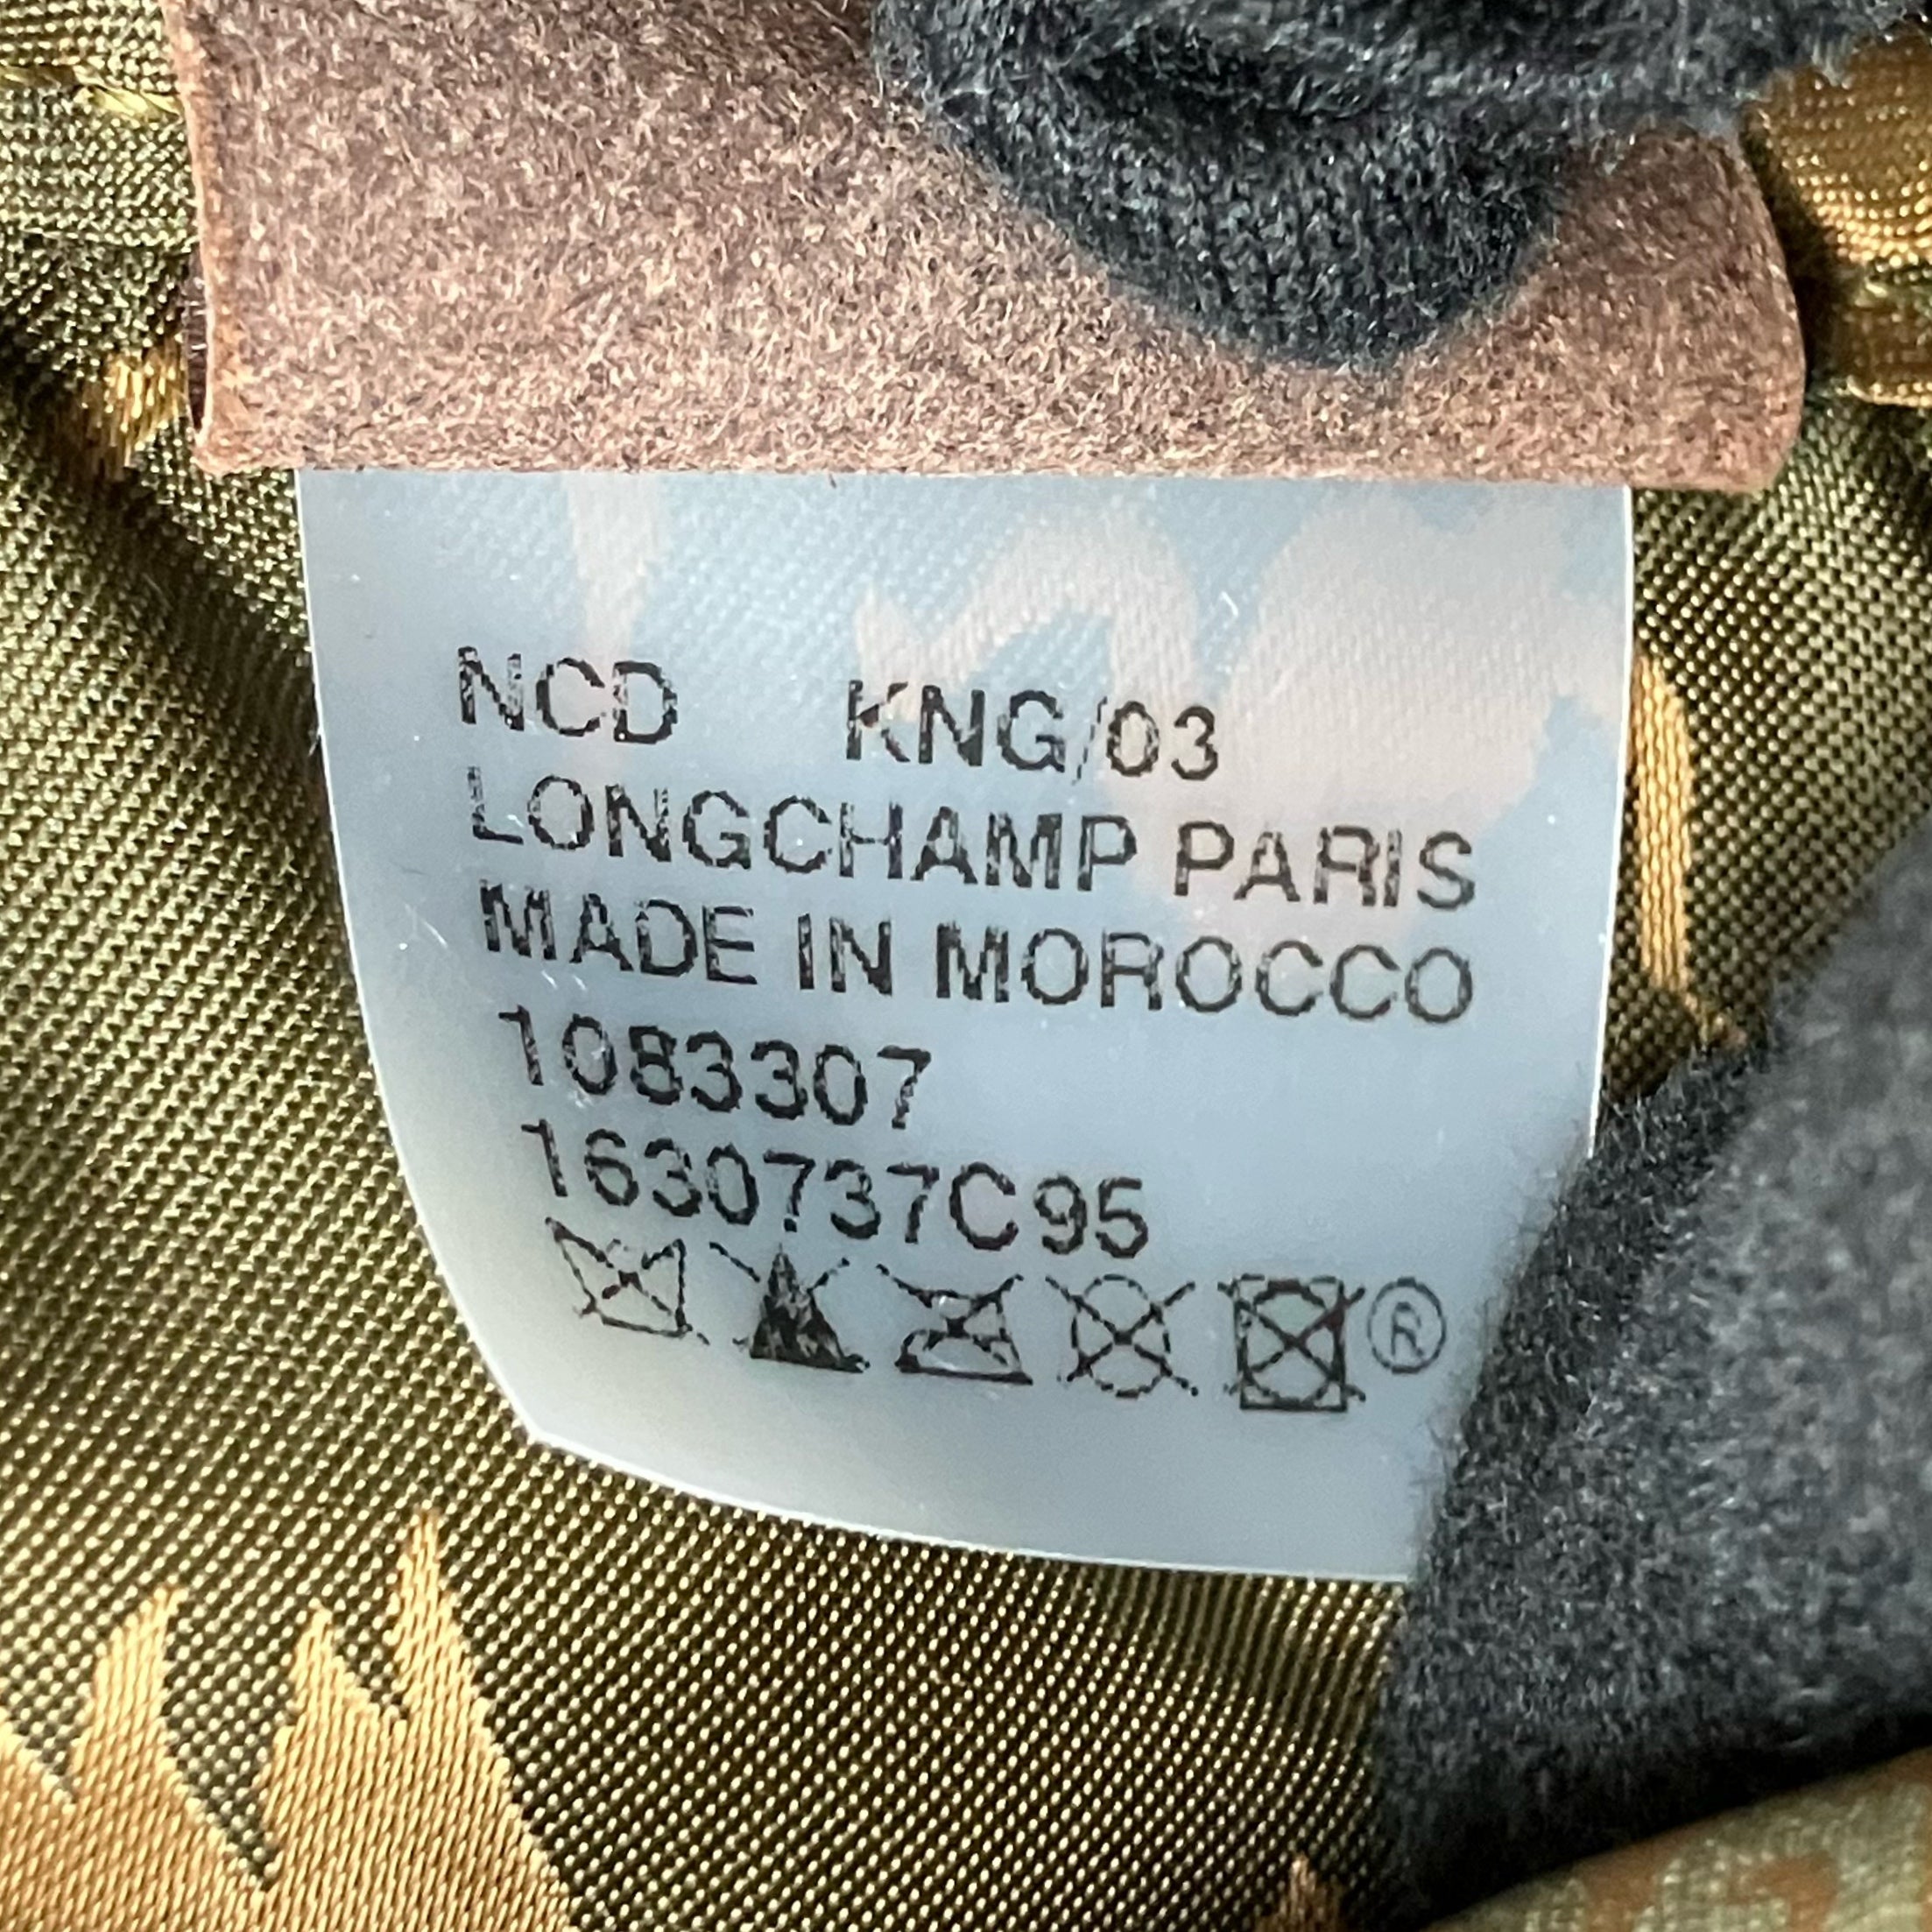 NCD KNG/03
LONGCHAMP PARIS
MADE IN MOROCCO
1083307
1630737C95
®